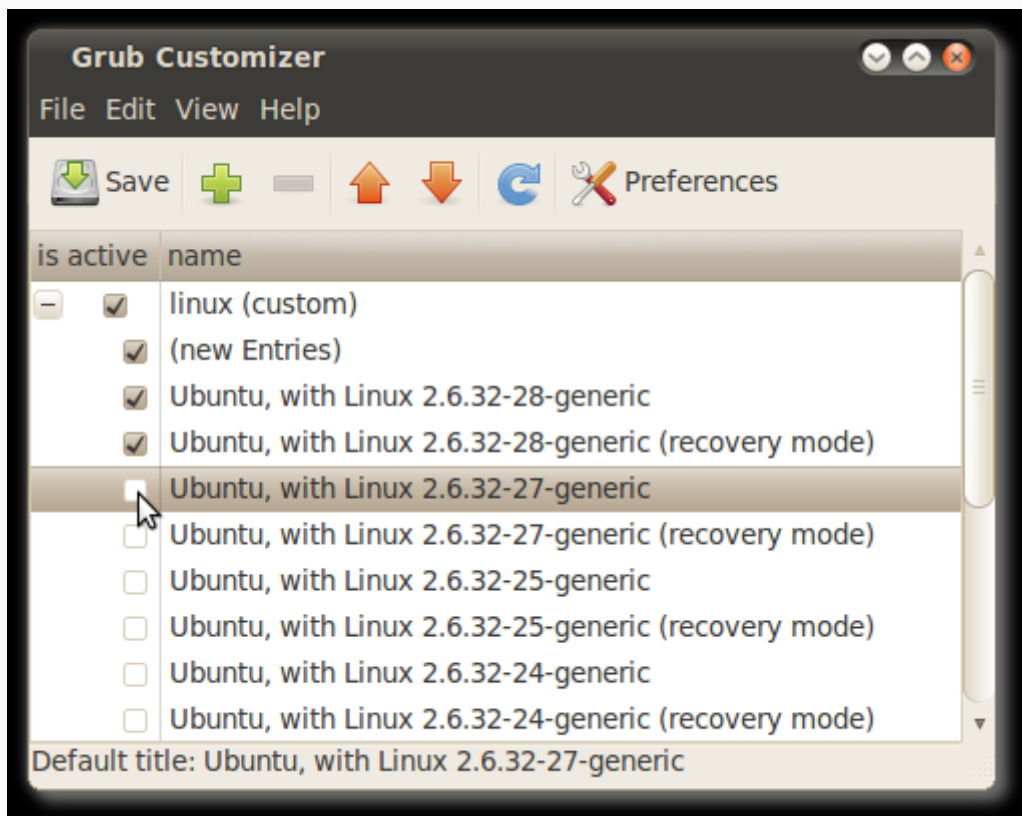 Grub Customizer
File Edit View Help
Save Preferences
is active name
linux (custom)
(new Entries)
Ubuntu, with Linux 2.6.32-28-generic
Ubuntu, with Linux 2.6.32-28-generic (recovery mode)
Ubuntu, with Linux 2.6.32-27-generic
Ubuntu, with Linux 2.6.32-27-generic (recovery mode)
Ubuntu, with Linux 2.6.32-25-generic
Ubuntu, with Linux 2.6.32-25-generic (recovery mode)
Ubuntu, with Linux 2.6.32-24-generic
Ubuntu, with Linux 2.6.32-24-generic (recovery mode)
Default title: Ubuntu, with Linux 2.6.32-27-generic